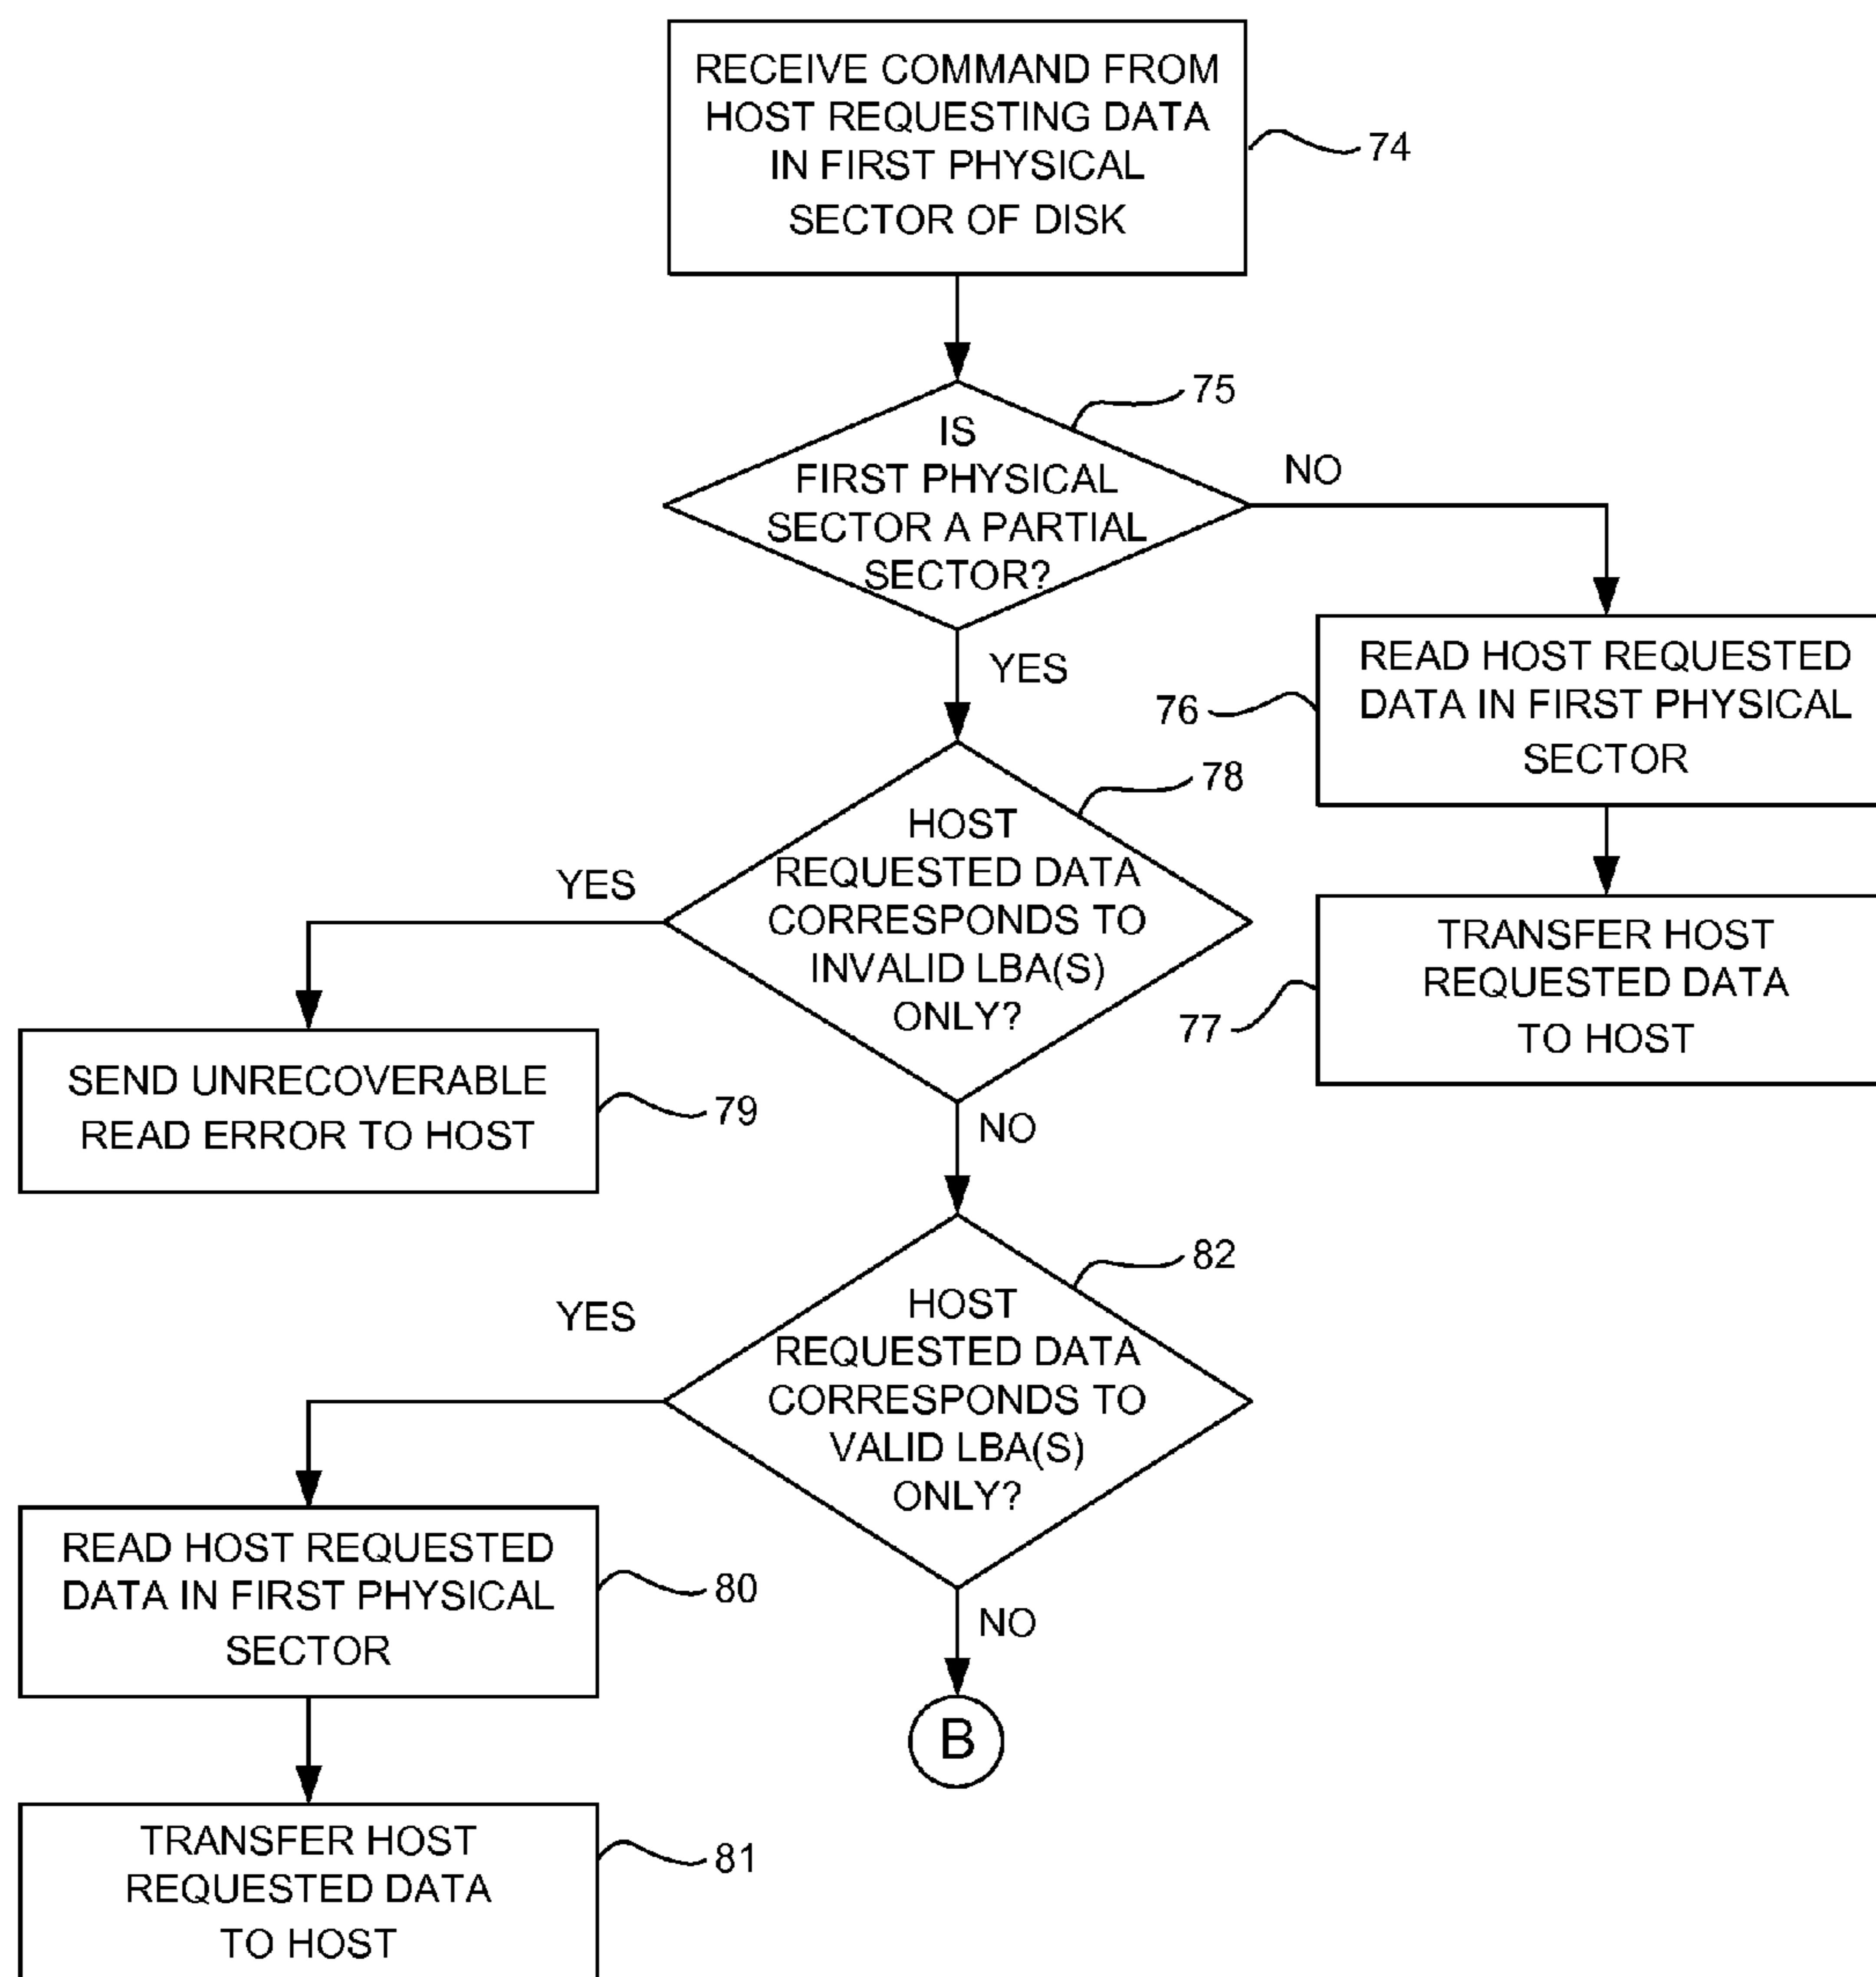 RECEIVE COMMAND FROM
HOST REQUESTING DATA
IN FIRST PHYSICAL
SECTOR OF DISK
74
75
IS
FIRST PHYSICAL
SECTOR A PARTIAL
SECTOR?
NO
YES
76
READ HOST REQUESTED
DATA IN FIRST PHYSICAL
SECTOR
78
HOST
REQUESTED DATA
CORRESPONDS TO
INVALID LBA(S)
ONLY?
YES
77
TRANSFER HOST
REQUESTED DATA
TO HOST
SEND UNRECOVERABLE
READ ERROR TO HOST
79
NO
82
HOST
REQUESTED DATA
CORRESPONDS TO
VALID LBA(S)
ONLY?
YES
READ HOST REQUESTED
DATA IN FIRST PHYSICAL
SECTOR
80
NO
B
TRANSFER HOST
REQUESTED DATA
TO HOST
81